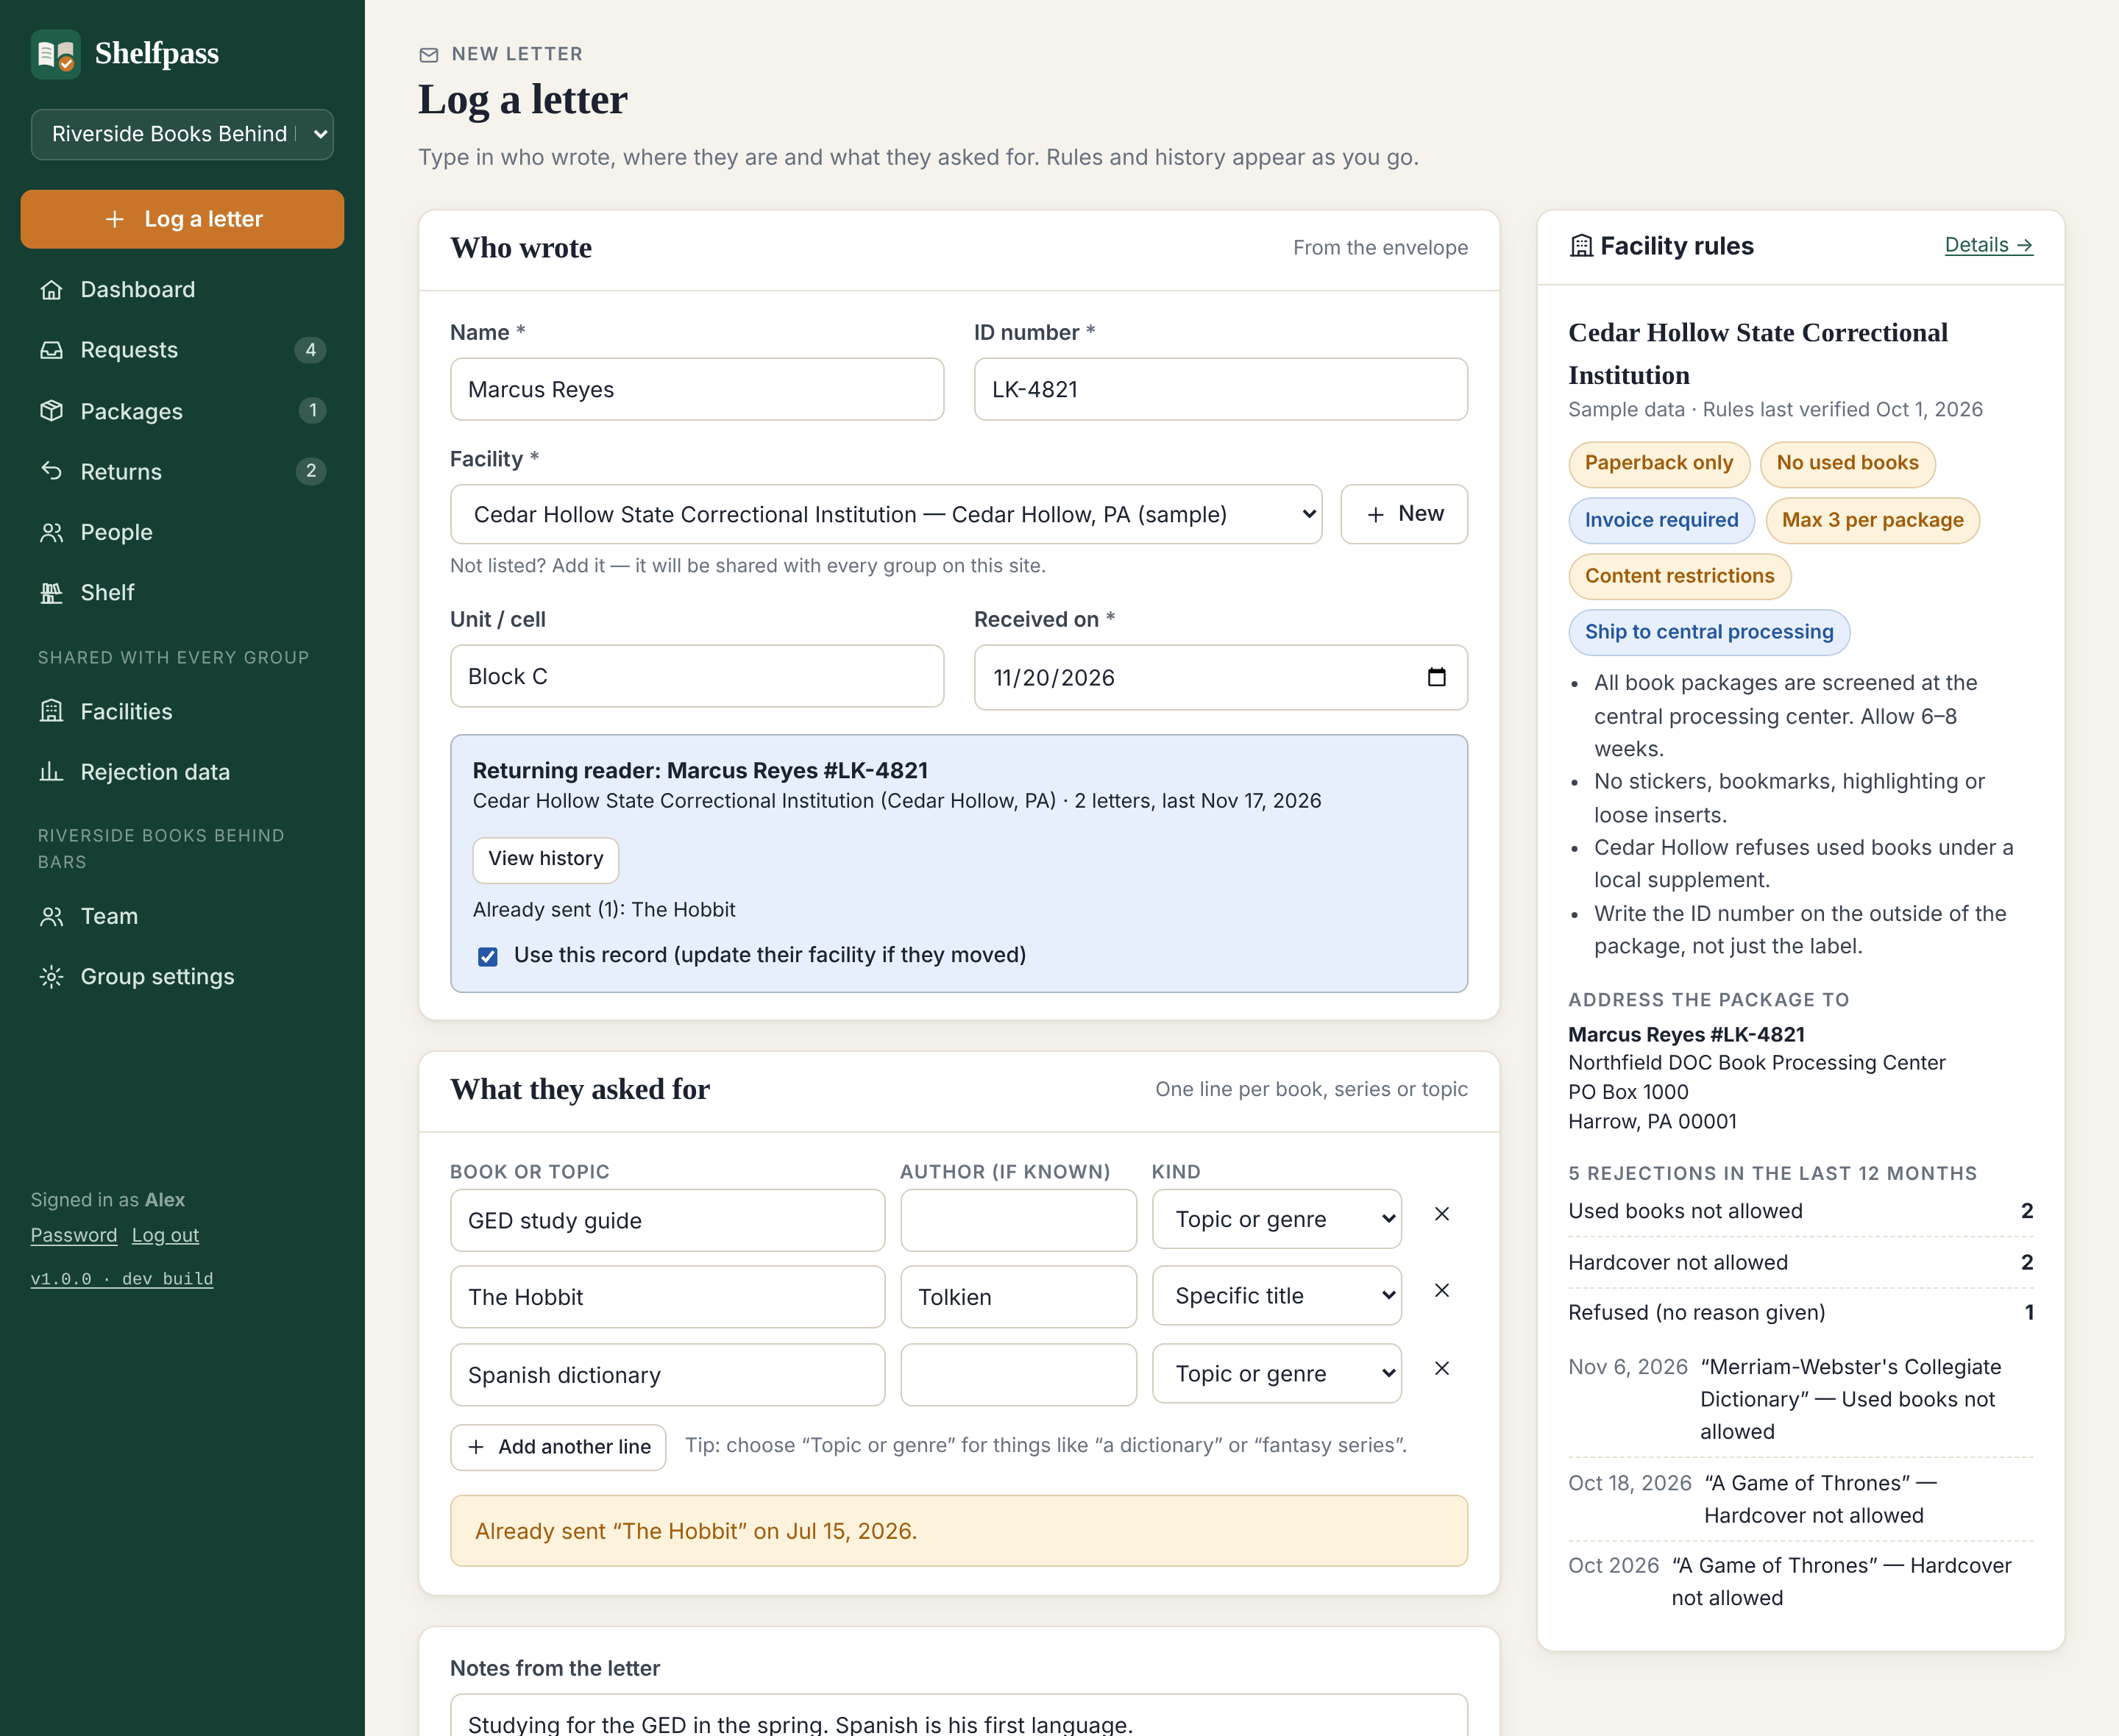 Shelfpass
Riverside Books Behind
Log a letter
Dashboard
Requests 4
Packages 1
Returns 2
People
Shelf
SHARED WITH EVERY GROUP
Facilities
Rejection data
RIVERSIDE BOOKS BEHIND
BARS
Team
Group settings
Signed in as Alex
Password Log out
v1.0.0 · dev build
NEW LETTER
Log a letter
Type in who wrote, where they are and what they asked for. Rules and history appear as you go.
Who wrote From the envelope
Name * ID number *
Marcus Reyes LK-4821
Facility *
Cedar Hollow State Correctional Institution — Cedar Hollow, PA (sample) New
Not listed? Add it — it will be shared with every group on this site.
Unit / cell Received on *
Block C 11/20/2026
Returning reader: Marcus Reyes #LK-4821
Cedar Hollow State Correctional Institution (Cedar Hollow, PA) · 2 letters, last Nov 17, 2026
View history
Already sent (1): The Hobbit
Use this record (update their facility if they moved)
What they asked for One line per book, series or topic
BOOK OR TOPIC AUTHOR (IF KNOWN) KIND
GED study guide Topic or genre
The Hobbit Tolkien Specific title
Spanish dictionary Topic or genre
Add another line Tip: choose “Topic or genre” for things like “a dictionary” or “fantasy series”.
Already sent “The Hobbit” on Jul 15, 2026.
Notes from the letter
Studying for the GED in the spring. Spanish is his first language.
Facility rules Details →
Cedar Hollow State Correctional
Institution
Sample data · Rules last verified Oct 1, 2026
Paperback only No used books
Invoice required Max 3 per package
Content restrictions
Ship to central processing
• All book packages are screened at the
central processing center. Allow 6–8
weeks.
• No stickers, bookmarks, highlighting or
loose inserts.
• Cedar Hollow refuses used books under a
local supplement.
• Write the ID number on the outside of the
package, not just the label.
ADDRESS THE PACKAGE TO
Marcus Reyes #LK-4821
Northfield DOC Book Processing Center
PO Box 1000
Harrow, PA 00001
5 REJECTIONS IN THE LAST 12 MONTHS
Used books not allowed 2
Hardcover not allowed 2
Refused (no reason given) 1
Nov 6, 2026 “Merriam-Webster's Collegiate
Dictionary” — Used books not
allowed
Oct 18, 2026 “A Game of Thrones” —
Hardcover not allowed
Oct 2026 “A Game of Thrones” — Hardcover
not allowed